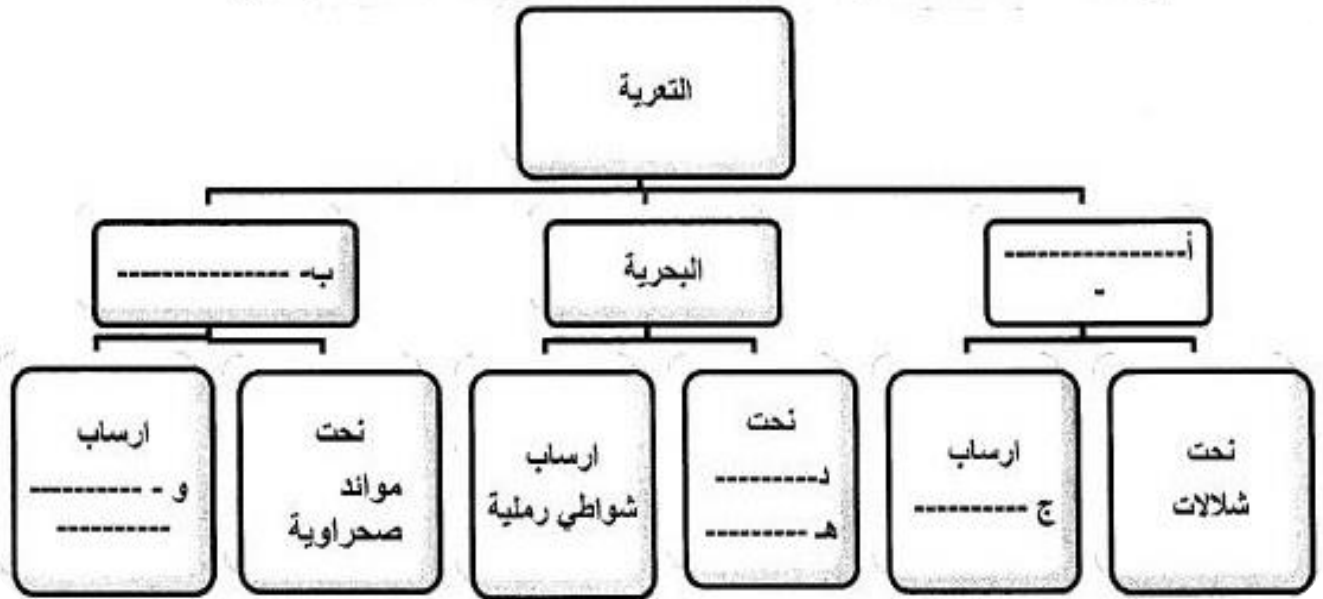 التعرية
أ----------------
-
البحرية
ب- ---------------
نحت
شلالات
ارساب
ج ----------
نحت
د---------
هـ ---------
ارساب
شواطي رملية
نحت
موائد
صحراوية
ارساب
و - ----------
----------